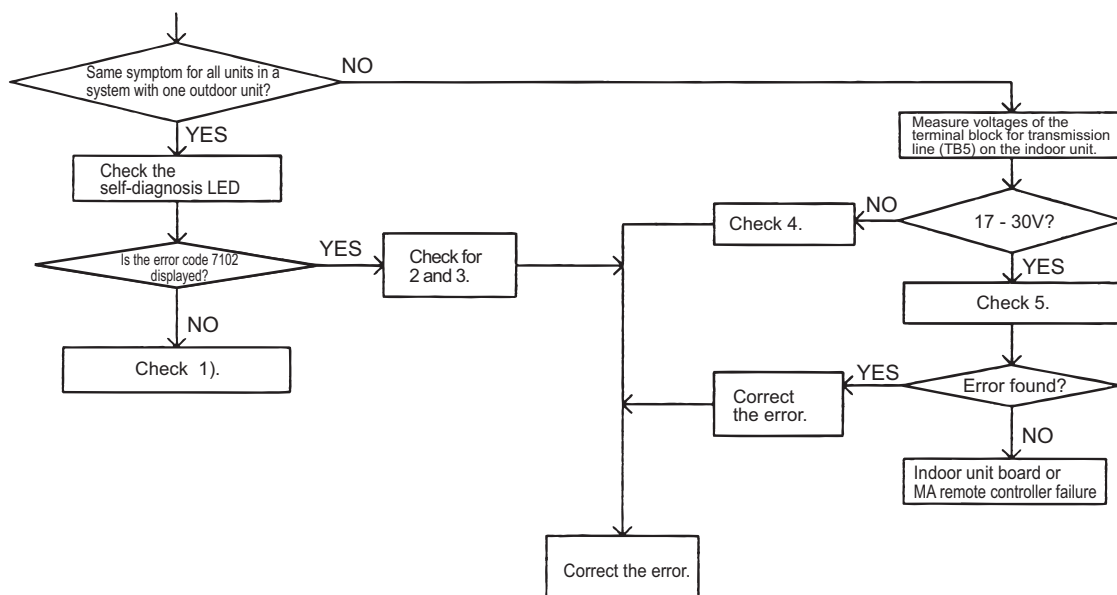 Same symptom for all units in a
system with one outdoor unit?
NO
YES
Measure voltages of the
terminal block for transmission
line (TB5) on the indoor unit.
Check the
self-diagnosis LED
17 - 30V?
NO
Check 4.
YES
Is the error code 7102
displayed?
YES
Check for
2 and 3.
Check 5.
NO
Check 1).
Error found?
YES
Correct
the error.
NO
Indoor unit board or
MA remote controller failure
Correct the error.